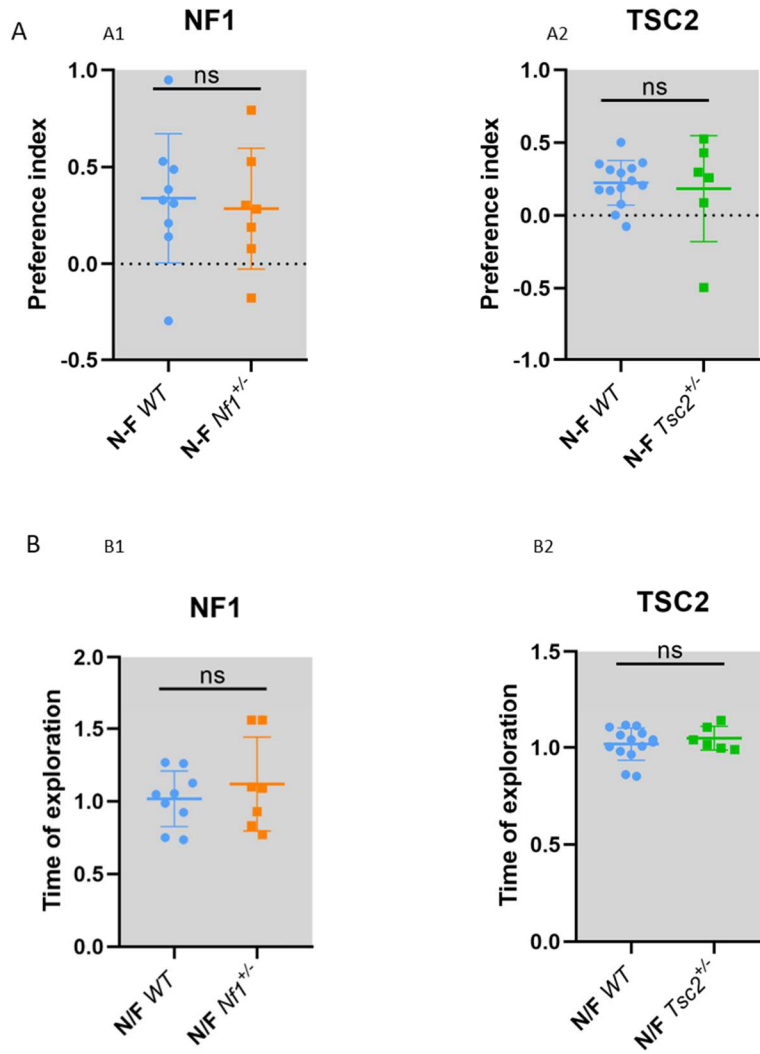 A
A1
NF1
A2
TSC2
Preference index
1.0
0.5
0.0
-0.5
ns
N-F WT
N-F Nf1+/-
Preference index
1.0
0.5
0.0
-0.5
-1.0
ns
N-F WT
N-F Tsc2+/-
B
B1
B2
NF1
TSC2
Time of exploration
2.0
1.5
1.0
0.5
0.0
ns
N/F WT
N/F Nf1+/-
Time of exploration
1.5
1.0
0.5
0.0
ns
N/F WT
N/F Tsc2+/-